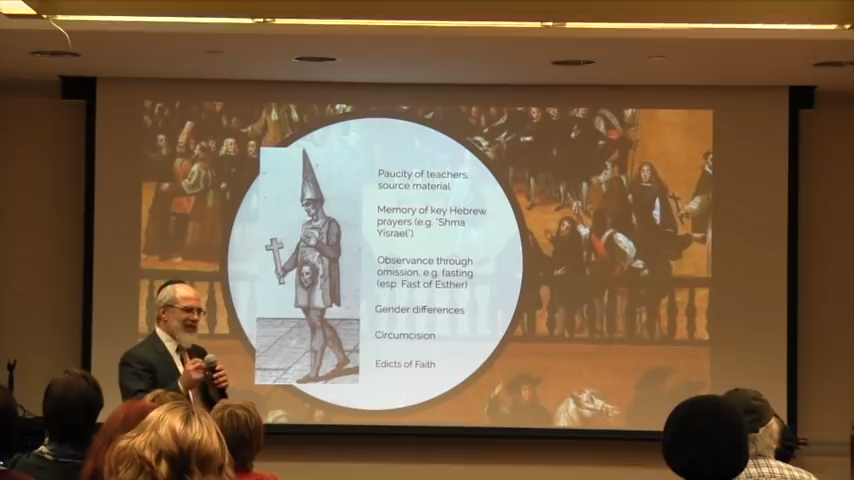 Paucity of teachers,
source material
Memory of key Hebrew
prayers (e.g. "Shma
Yisrael")
Observance through
omission, e.g. fasting
(esp. Fast of Esther)
Gender differences
Circumcision
Edicts of Faith